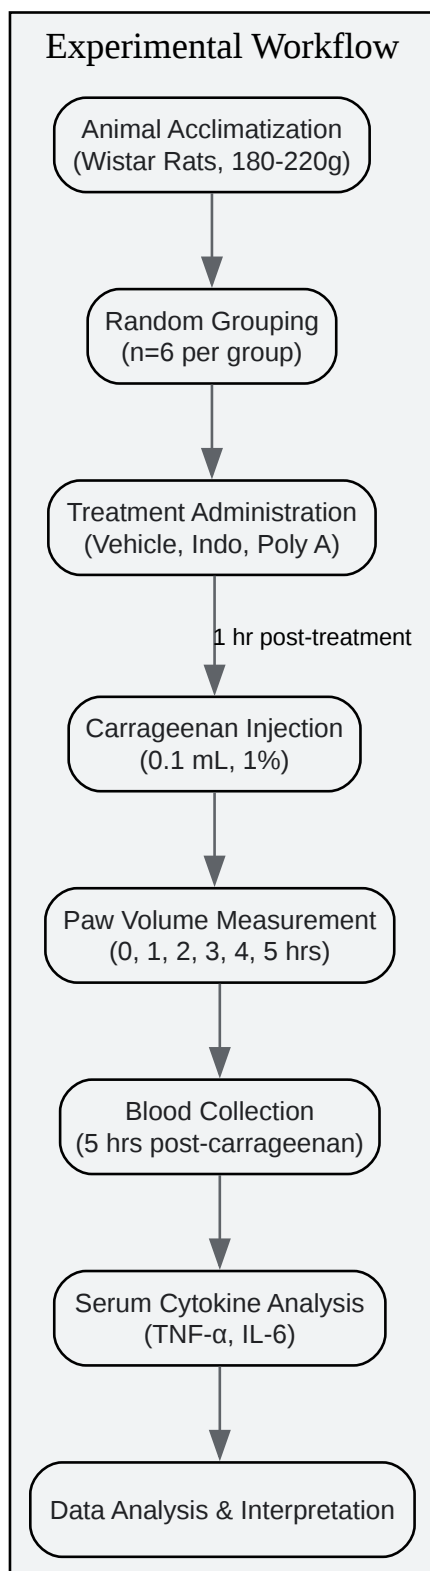 Experimental Workflow
Animal Acclimatization
(Wistar Rats, 180-220g)
Random Grouping
(n=6 per group)
Treatment Administration
(Vehicle, Indo, Poly A)
1 hr post-treatment
Carrageenan Injection
(0.1 mL, 1%)
Paw Volume Measurement
(0, 1, 2, 3, 4, 5 hrs)
Blood Collection
(5 hrs post-carrageenan)
Serum Cytokine Analysis
(TNF-α, IL-6)
Data Analysis & Interpretation